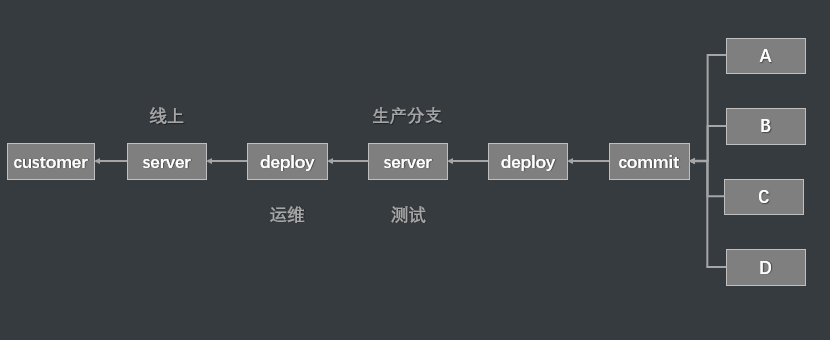 线上
生产分支
customer
server
deploy
server
deploy
commit
运维
测试
A
B
C
D